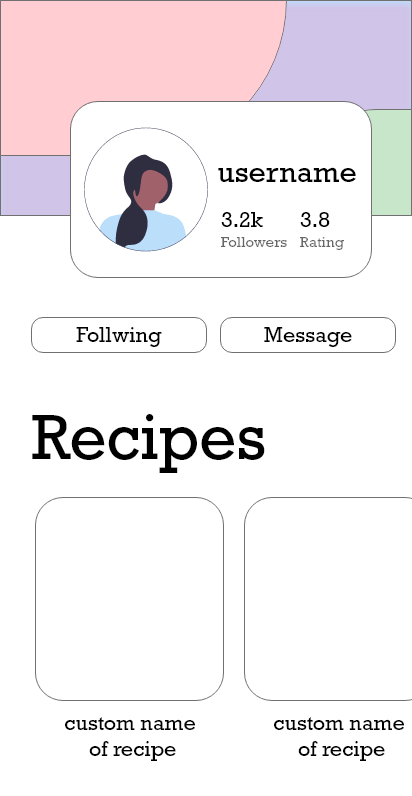 username
3.2k 3.8
Followers Rating
Follwing Message
Recipes
custom name custom name
of recipe of recipe